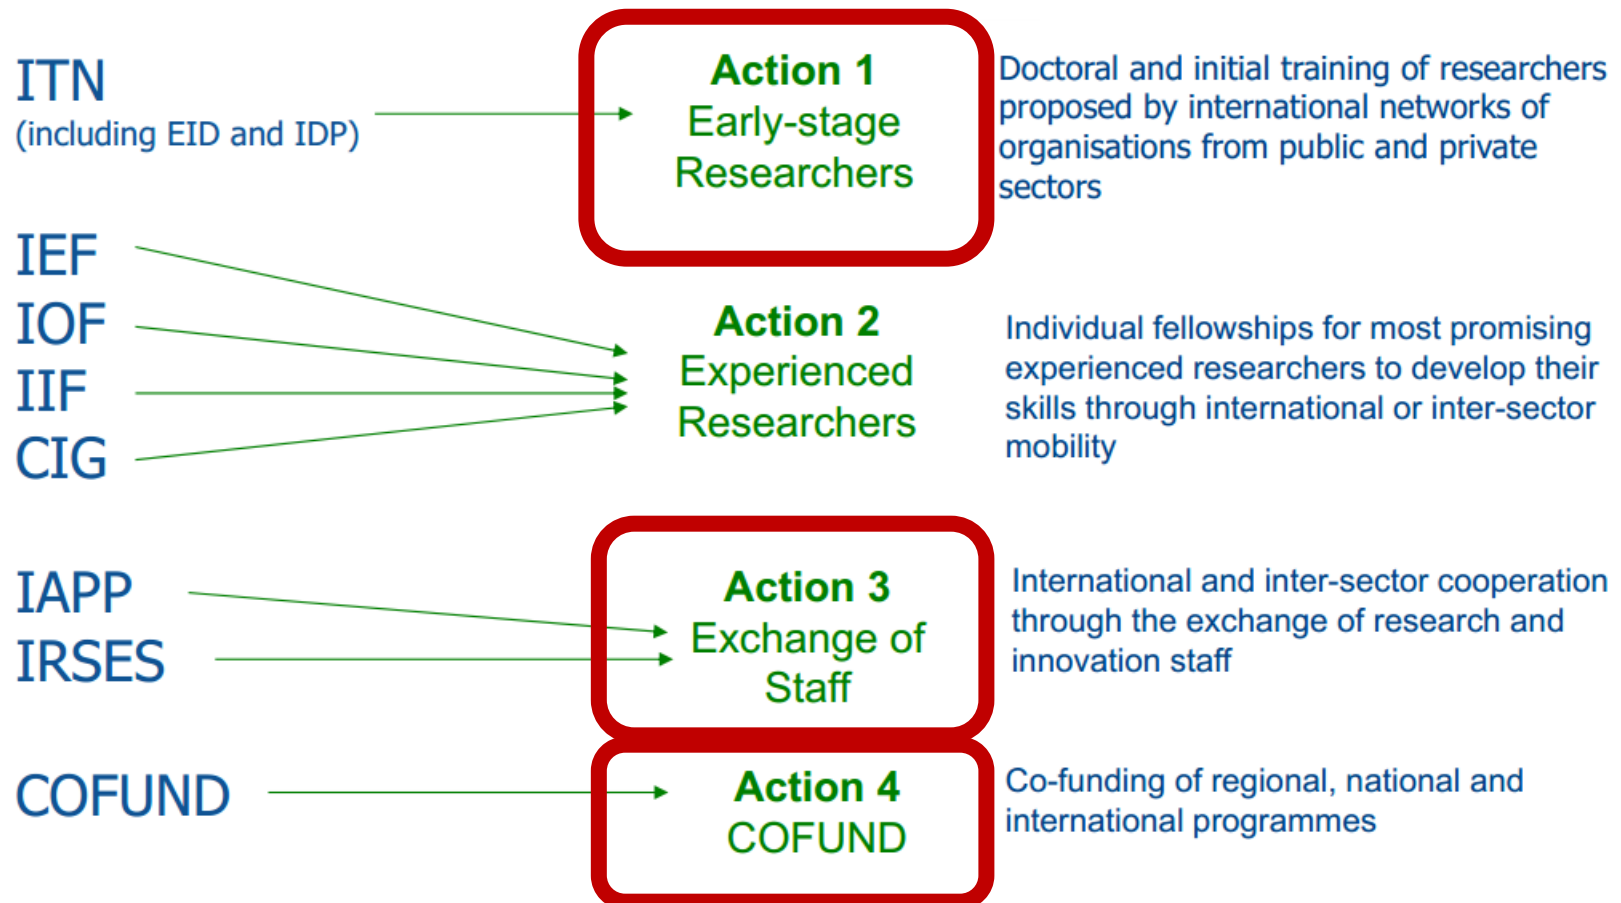 ITN
(including EID and IDP)
Action 1
Early-stage
Researchers
Doctoral and initial training of researchers
proposed by international networks of
organisations from public and private
sectors
IEF
IOF
IIF
CIG
Action 2
Experienced
Researchers
Individual fellowships for most promising
experienced researchers to develop their
skills through international or inter-sector
mobility
IAPP
IRSES
Action 3
Exchange of
Staff
International and inter-sector cooperation
through the exchange of research and
innovation staff
COFUND
Action 4
COFUND
Co-funding of regional, national and
international programmes